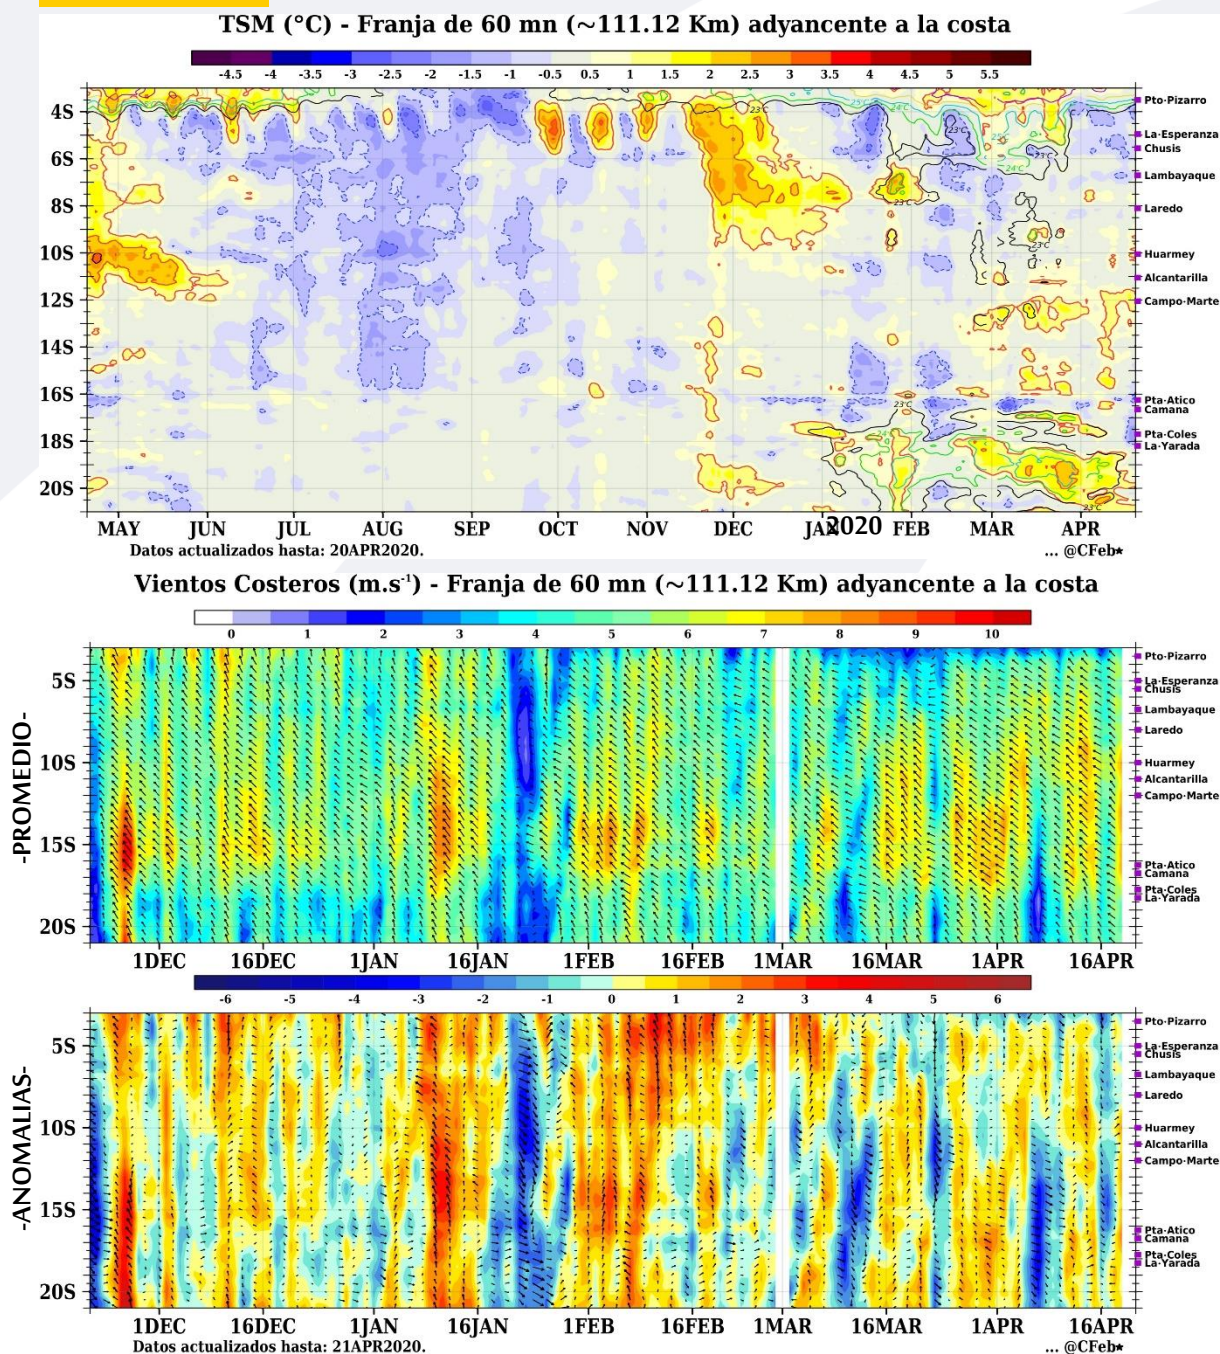 TSM (°C) - Franja de 60 mn (~111.12 Km) adyancente a la costa
-4.5 -4 -3.5 -3 -2.5 -2 -1.5 -1 -0.5 0.5 1 1.5 2 2.5 3 3.5 4 4.5 5 5.5
4S
6S
8S
10S
12S
14S
16S
18S
20S
23°C
24°C
25°C
Pto·Pizarro
La·Esperanza
Chusis
Lambayaque
Laredo
Huarmey
Alcantarilla
Campo·Marte
Pta·Atico
Camana
Pta·Coles
La·Yarada
MAY JUN JUL AUG SEP OCT NOV DEC JAN 2020 FEB MAR APR
Datos actualizados hasta: 20APR2020. ... @CFeb★
Vientos Costeros (m.s⁻¹) - Franja de 60 mn (~111.12 Km) adyancente a la costa
0 1 2 3 4 5 6 7 8 9 10
-PROMEDIO-
5S
10S
15S
20S
Pto·Pizarro
La·Esperanza
Chusis
Lambayaque
Laredo
Huarmey
Alcantarilla
Campo·Marte
Pta·Atico
Camana
Pta·Coles
La·Yarada
1DEC 16DEC 1JAN 16JAN 1FEB 16FEB 1MAR 16MAR 1APR 16APR
-6 -5 -4 -3 -2 -1 0 1 2 3 4 5 6
-ANOMALIAS-
5S
10S
15S
20S
Pto·Pizarro
La·Esperanza
Chusis
Lambayaque
Laredo
Huarmey
Alcantarilla
Campo·Marte
Pta·Atico
Camana
Pta·Coles
La·Yarada
1DEC 16DEC 1JAN 16JAN 1FEB 16FEB 1MAR 16MAR 1APR 16APR
Datos actualizados hasta: 21APR2020. ... @CFeb★